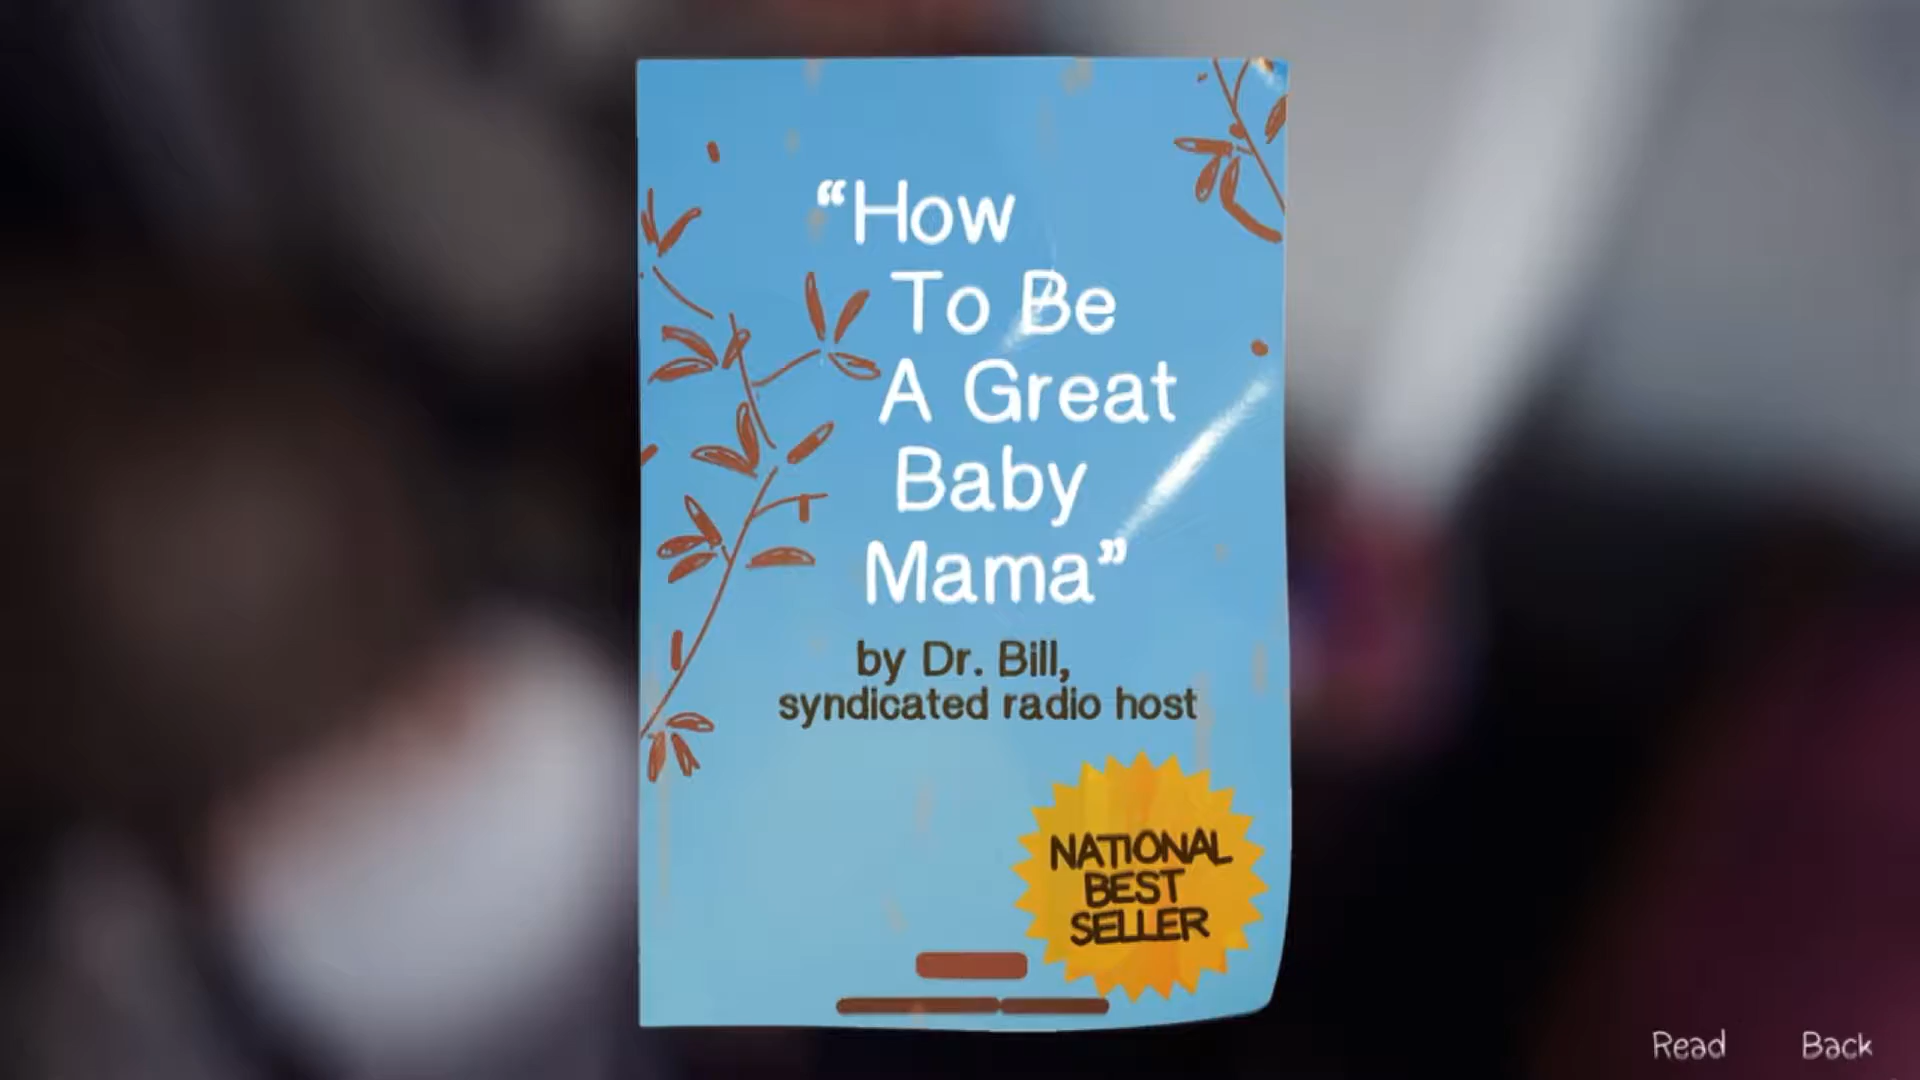 “How
To Be
A Great
Baby
Mama”
by Dr. Bill,
syndicated radio host
NATIONAL
BEST
SELLER
Read Back